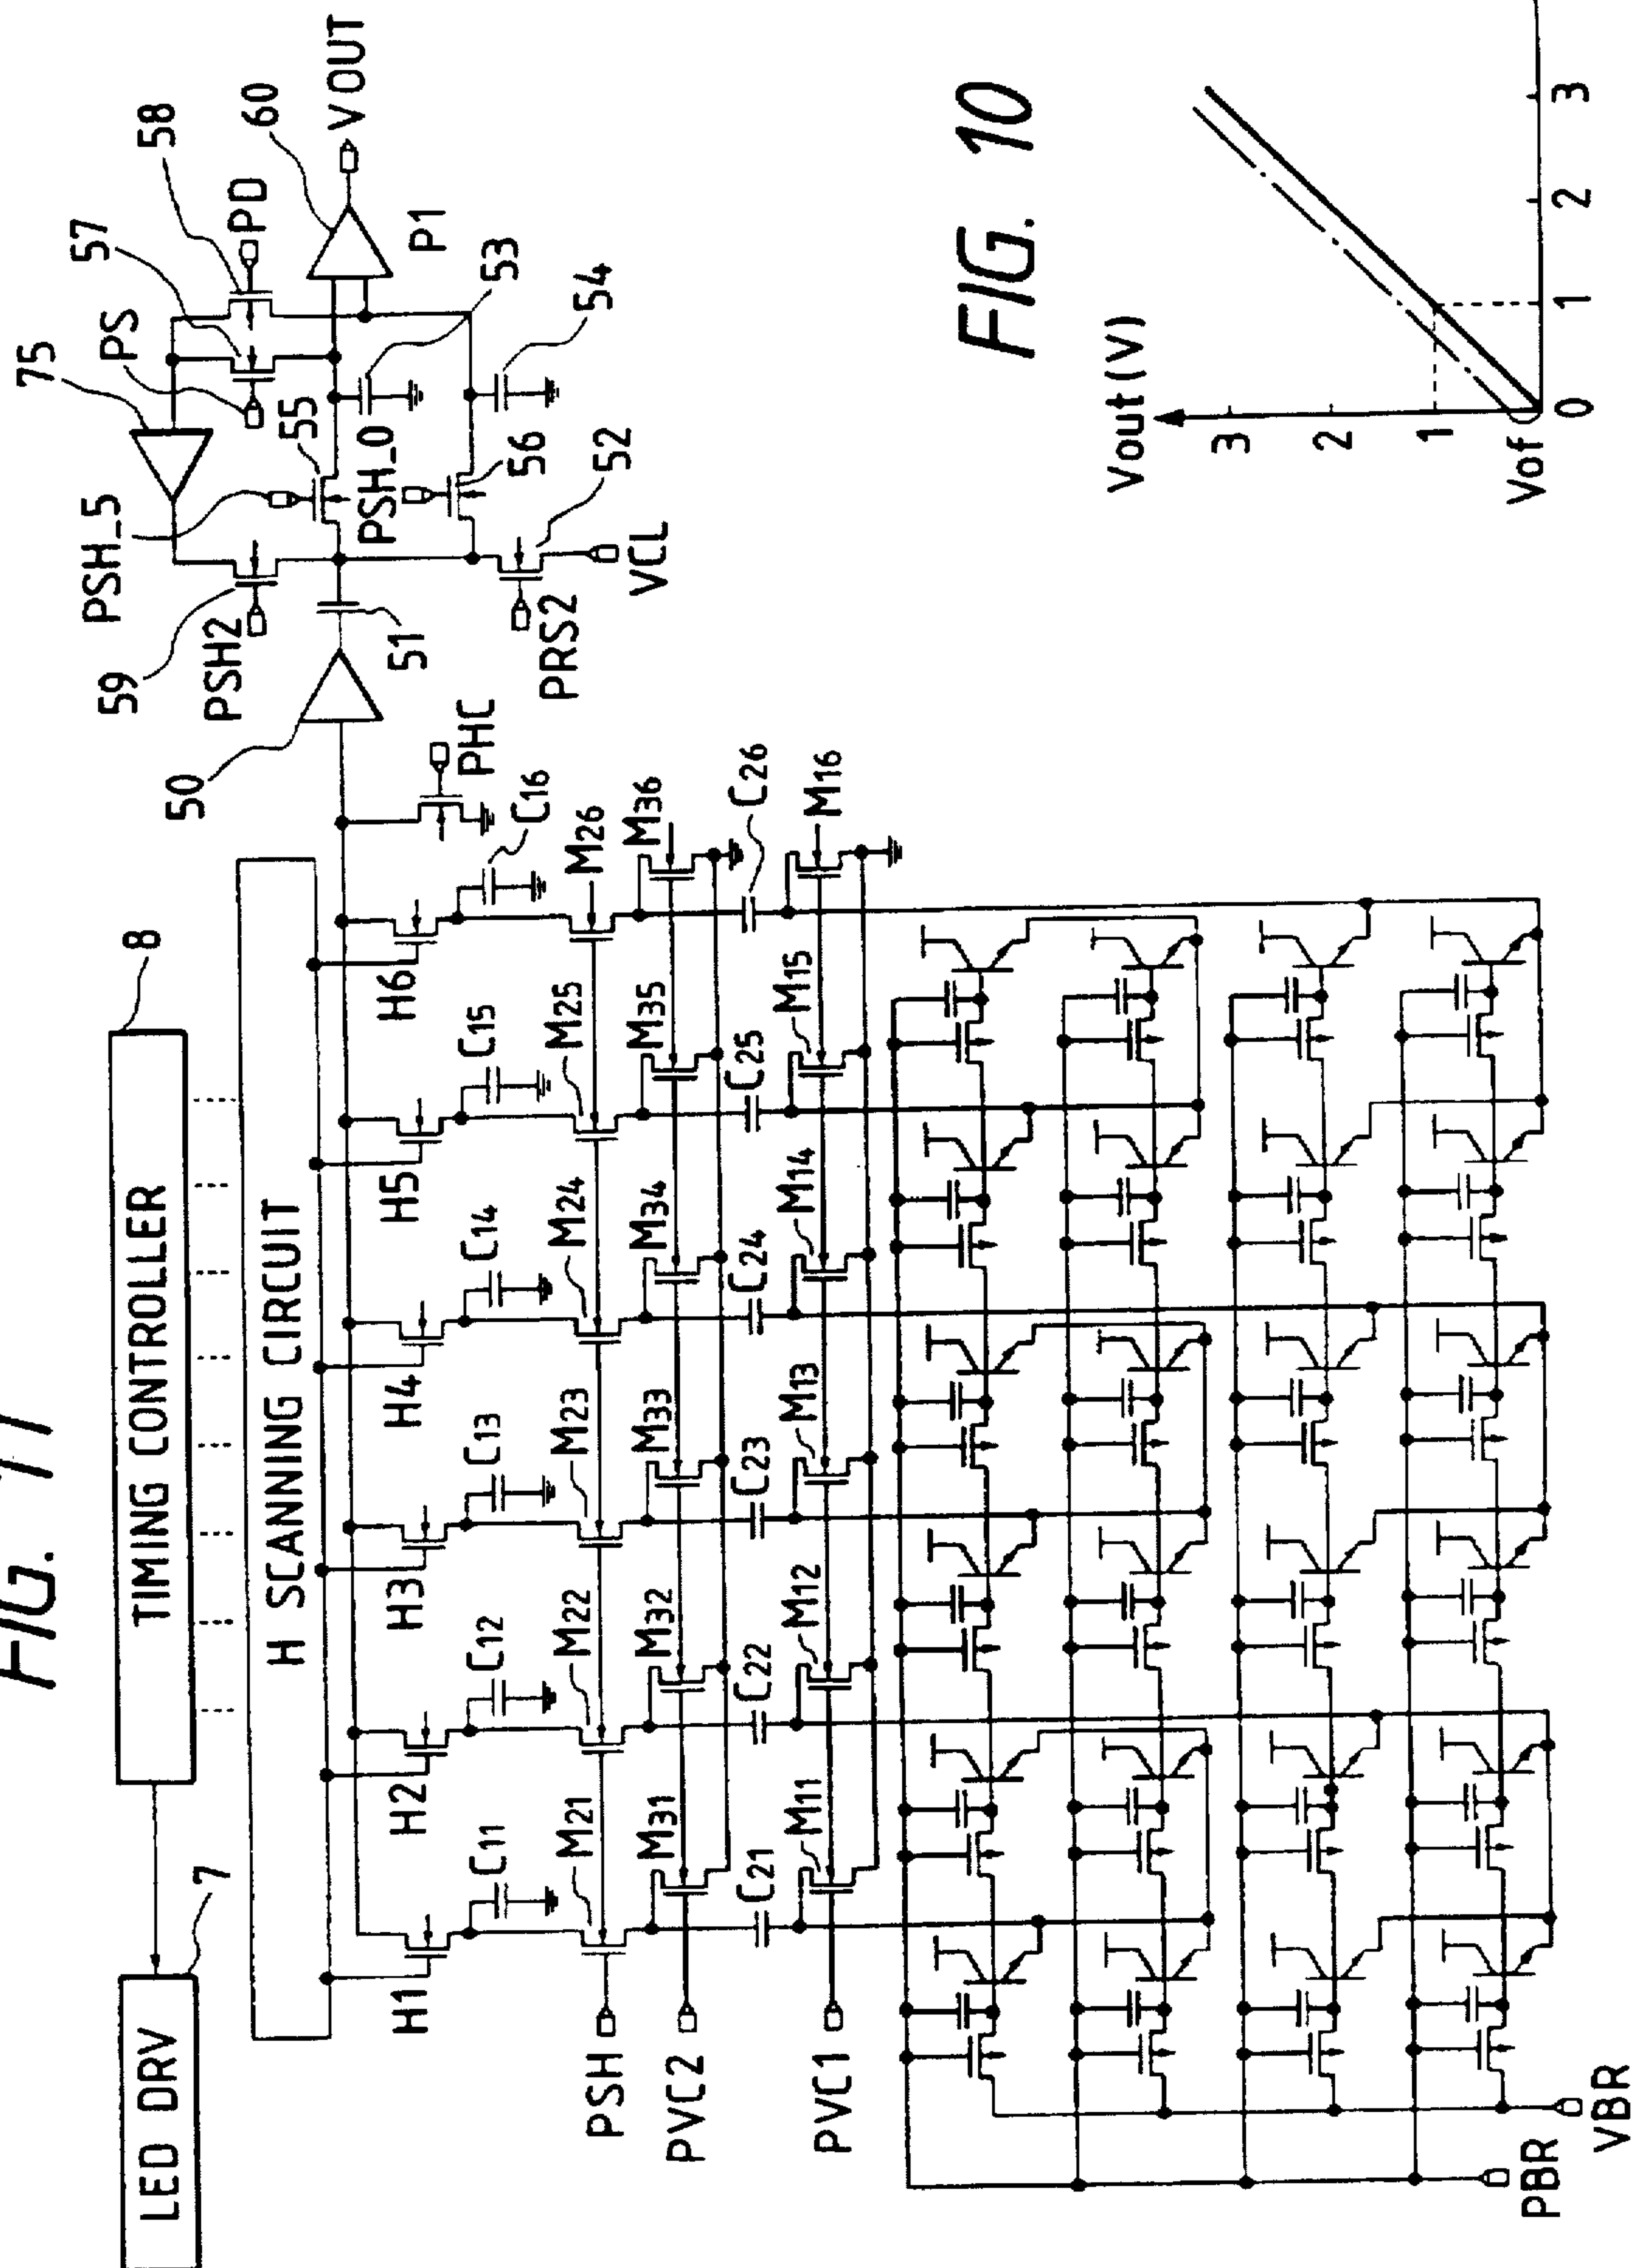 FIG. 11
LED DRV
7
TIMING CONTROLLER
8
H SCANNING CIRCUIT
H1
H2
H3
H4
H5
H6
C11
C12
C13
C14
C15
C16
PHC
PSH
M21
M22
M23
M24
M25
M26
PVC2
M31
M32
M33
M34
M35
M36
C21
C22
C23
C24
C25
C26
PVC1
M11
M12
M13
M14
M15
M16
PBR
VBR
50
51
59
PSH2
PSH_5
75
PS
57
PD
58
60
VOUT
P1
53
54
55
PSH_0
56
52
PRS2
VCL
FIG. 10
Vout (V)
3
2
1
Vof
0
1
2
3